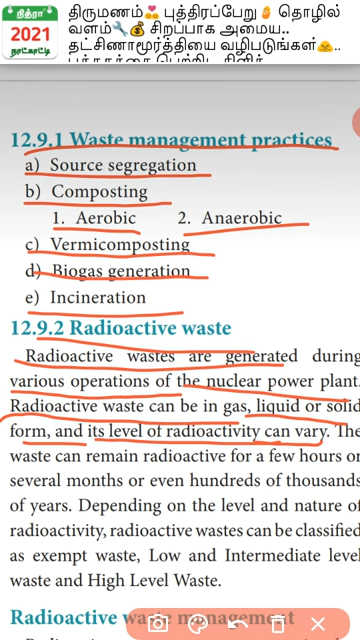 நித்ரா
2021
நாட்காட்டி
திருமணம்💏 புத்திரப்பேறு🤰 தொழில்
வளம்🔧💰 சிறப்பாக அமைய..
தட்சிணாமூர்த்தியை வழிபடுங்கள்🙏..
12.9.1 Waste management practices
a) Source segregation
b) Composting
1. Aerobic 2. Anaerobic
c) Vermicomposting
d) Biogas generation
e) Incineration
12.9.2 Radioactive waste
Radioactive wastes are generated during
various operations of the nuclear power plant.
Radioactive waste can be in gas, liquid or solid
form, and its level of radioactivity can vary. The
waste can remain radioactive for a few hours or
several months or even hundreds of thousands
of years. Depending on the level and nature of
radioactivity, radioactive wastes can be classified
as exempt waste, Low and Intermediate level
waste and High Level Waste.
Radioactive waste management